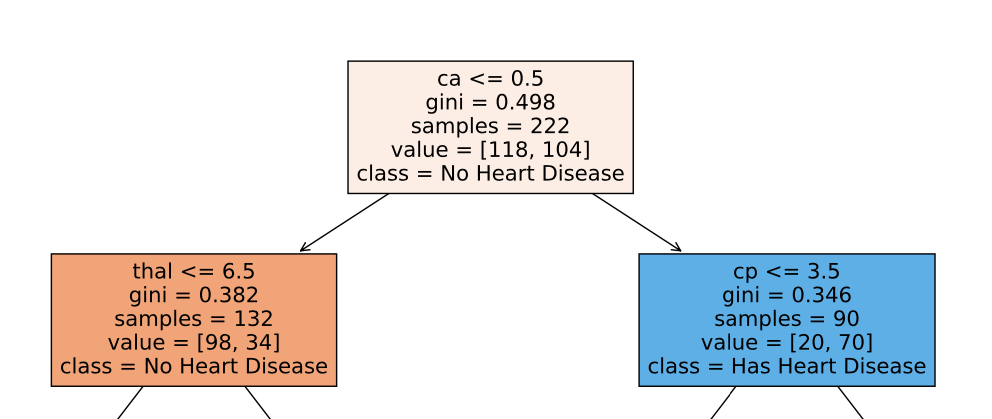 ca <= 0.5
gini = 0.498
samples = 222
value = [118, 104]
class = No Heart Disease
thal <= 6.5
gini = 0.382
samples = 132
value = [98, 34]
class = No Heart Disease
cp <= 3.5
gini = 0.346
samples = 90
value = [20, 70]
class = Has Heart Disease